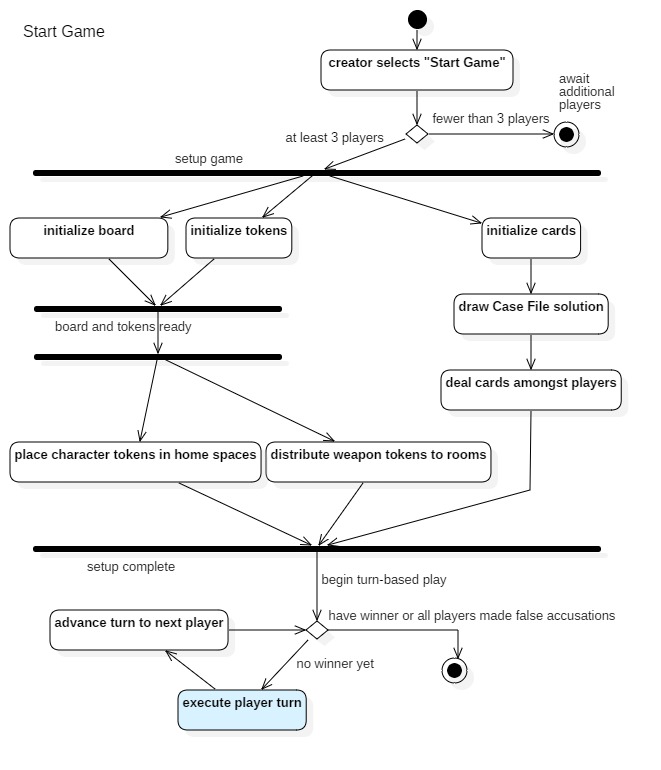 Start Game
creator selects "Start Game"
await
additional
players
fewer than 3 players
at least 3 players
setup game
initialize board
initialize tokens
initialize cards
draw Case File solution
board and tokens ready
deal cards amongst players
place character tokens in home spaces
distribute weapon tokens to rooms
setup complete
begin turn-based play
have winner or all players made false accusations
advance turn to next player
no winner yet
execute player turn